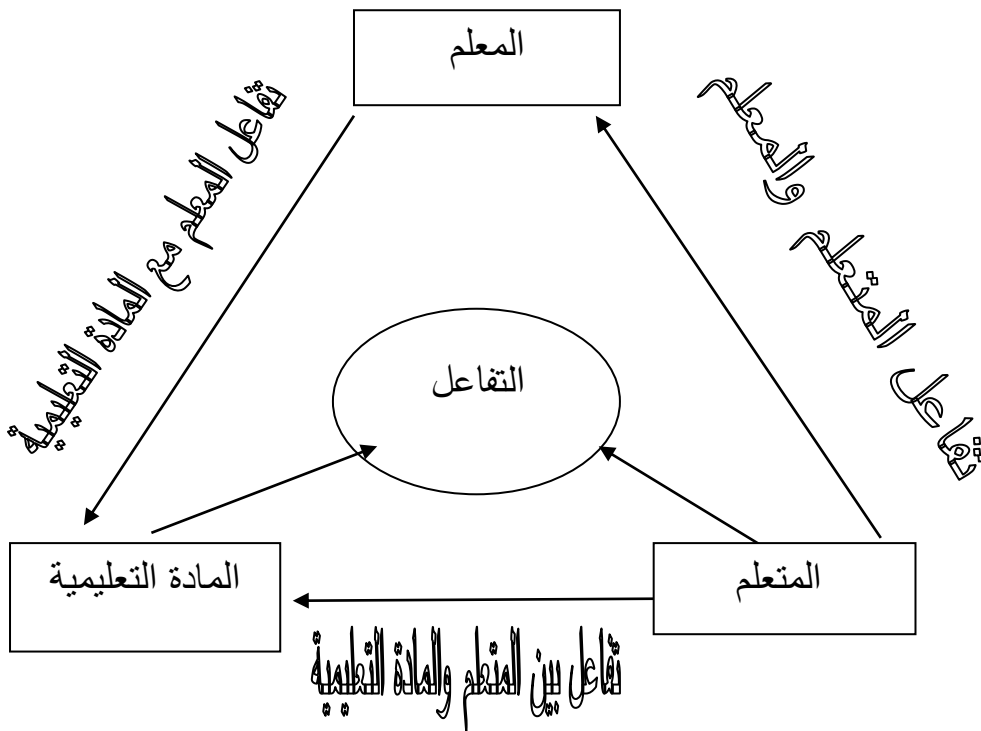 المعلم
تفاعل المتعلم والمعلم
تفاعل المعلم مع المادة التعليمية
التفاعل
المتعلم
المادة التعليمية
تفاعل بين المتعلم والمادة التعليمية